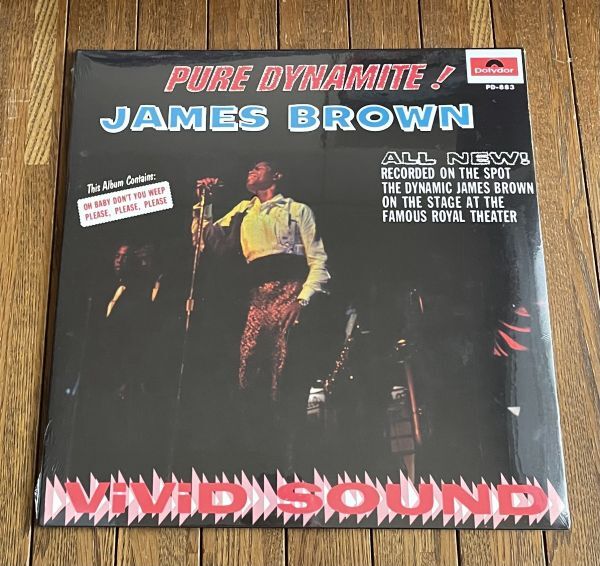 PURE DYNAMITE!
JAMES BROWN
Polydor
PD-883
ALL NEW!
RECORDED ON THE SPOT
THE DYNAMIC JAMES BROWN
ON THE STAGE AT THE
FAMOUS ROYAL THEATER
This Album Contains:
OH BABY DON'T YOU WEEP
PLEASE, PLEASE, PLEASE
ViViD SOUND